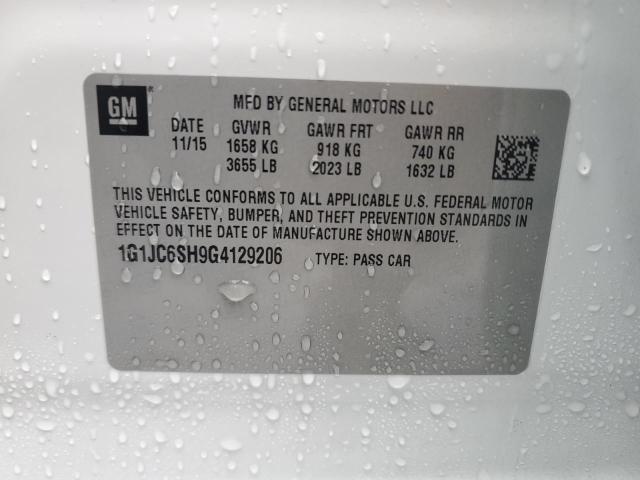 GM ®
MFD BY GENERAL MOTORS LLC
DATE GVWR GAWR FRT GAWR RR
11/15 1658 KG 918 KG 740 KG
3655 LB 2023 LB 1632 LB
THIS VEHICLE CONFORMS TO ALL APPLICABLE U.S. FEDERAL MOTOR
VEHICLE SAFETY, BUMPER, AND THEFT PREVENTION STANDARDS IN
EFFECT ON THE DATE OF MANUFACTURE SHOWN ABOVE.
1G1JC6SH9G4129206 TYPE: PASS CAR